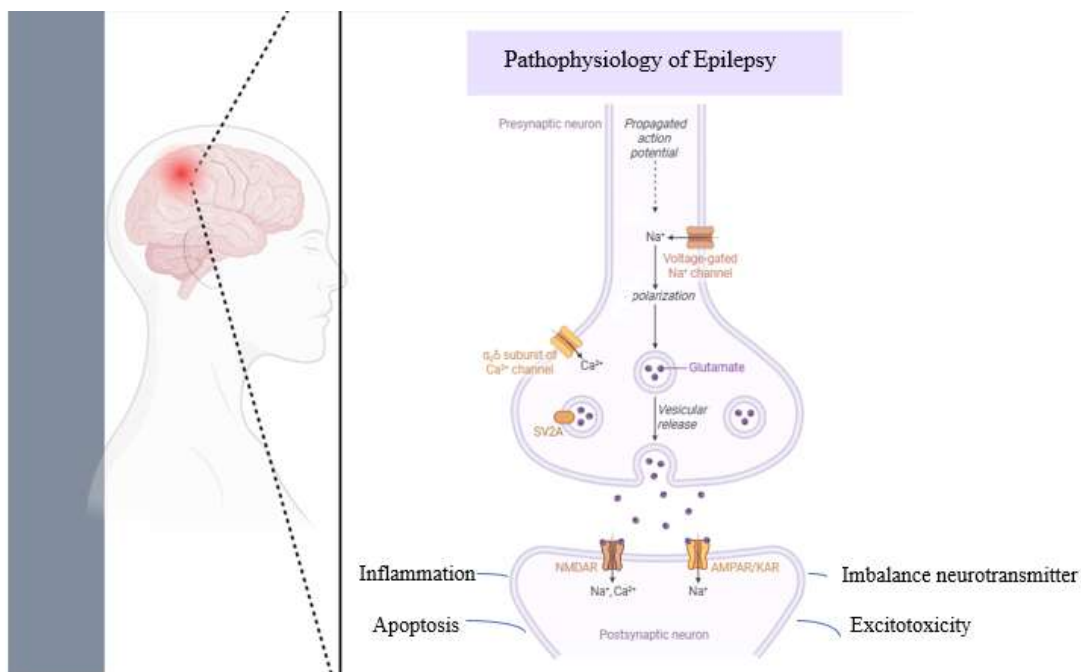 Pathophysiology of Epilepsy
Presynaptic neuron
Propagated
action
potential
Na⁺
Voltage-gated
Na⁺ channel
polarization
α₂δ subunit of
Ca²⁺ channel
Ca²⁺
Glutamate
Vesicular
release
SV2A
NMDAR
AMPAR/KAR
Inflammation
Imbalance neurotransmitter
Na⁺, Ca²⁺
Na⁺
Apoptosis
Postsynaptic neuron
Excitotoxicity